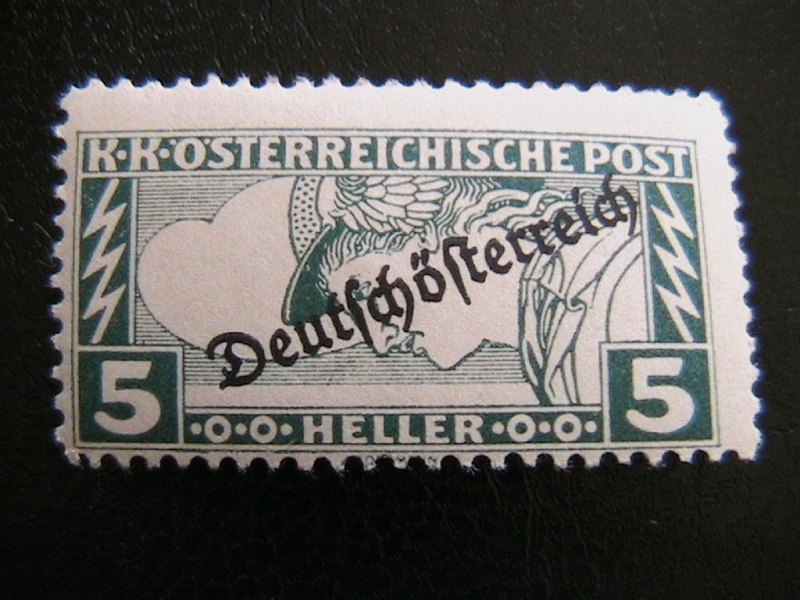 K·K·ÖSTERREICHISCHE POST
Deutschösterreich
5 ·O·O·HELLER·O·O· 5